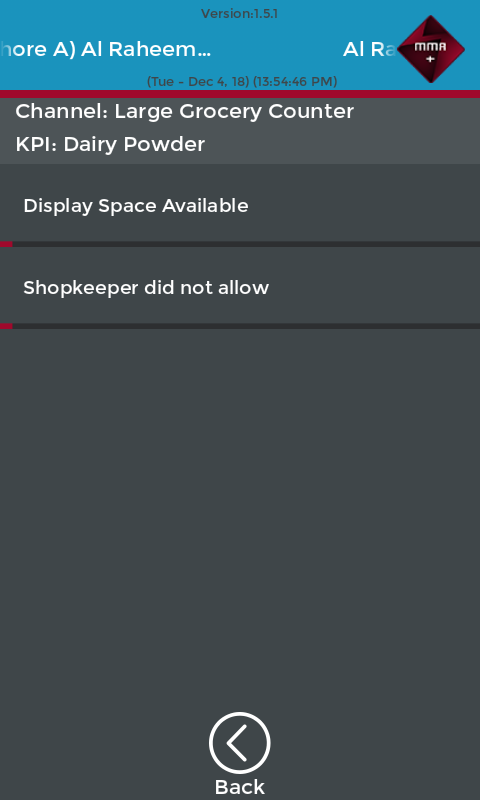 Version:1.5.1
hore A) Al Raheem... Al Ra
MMA
+
(Tue - Dec 4, 18) (13:54:46 PM)
Channel: Large Grocery Counter
KPI: Dairy Powder
Display Space Available
Shopkeeper did not allow
Back